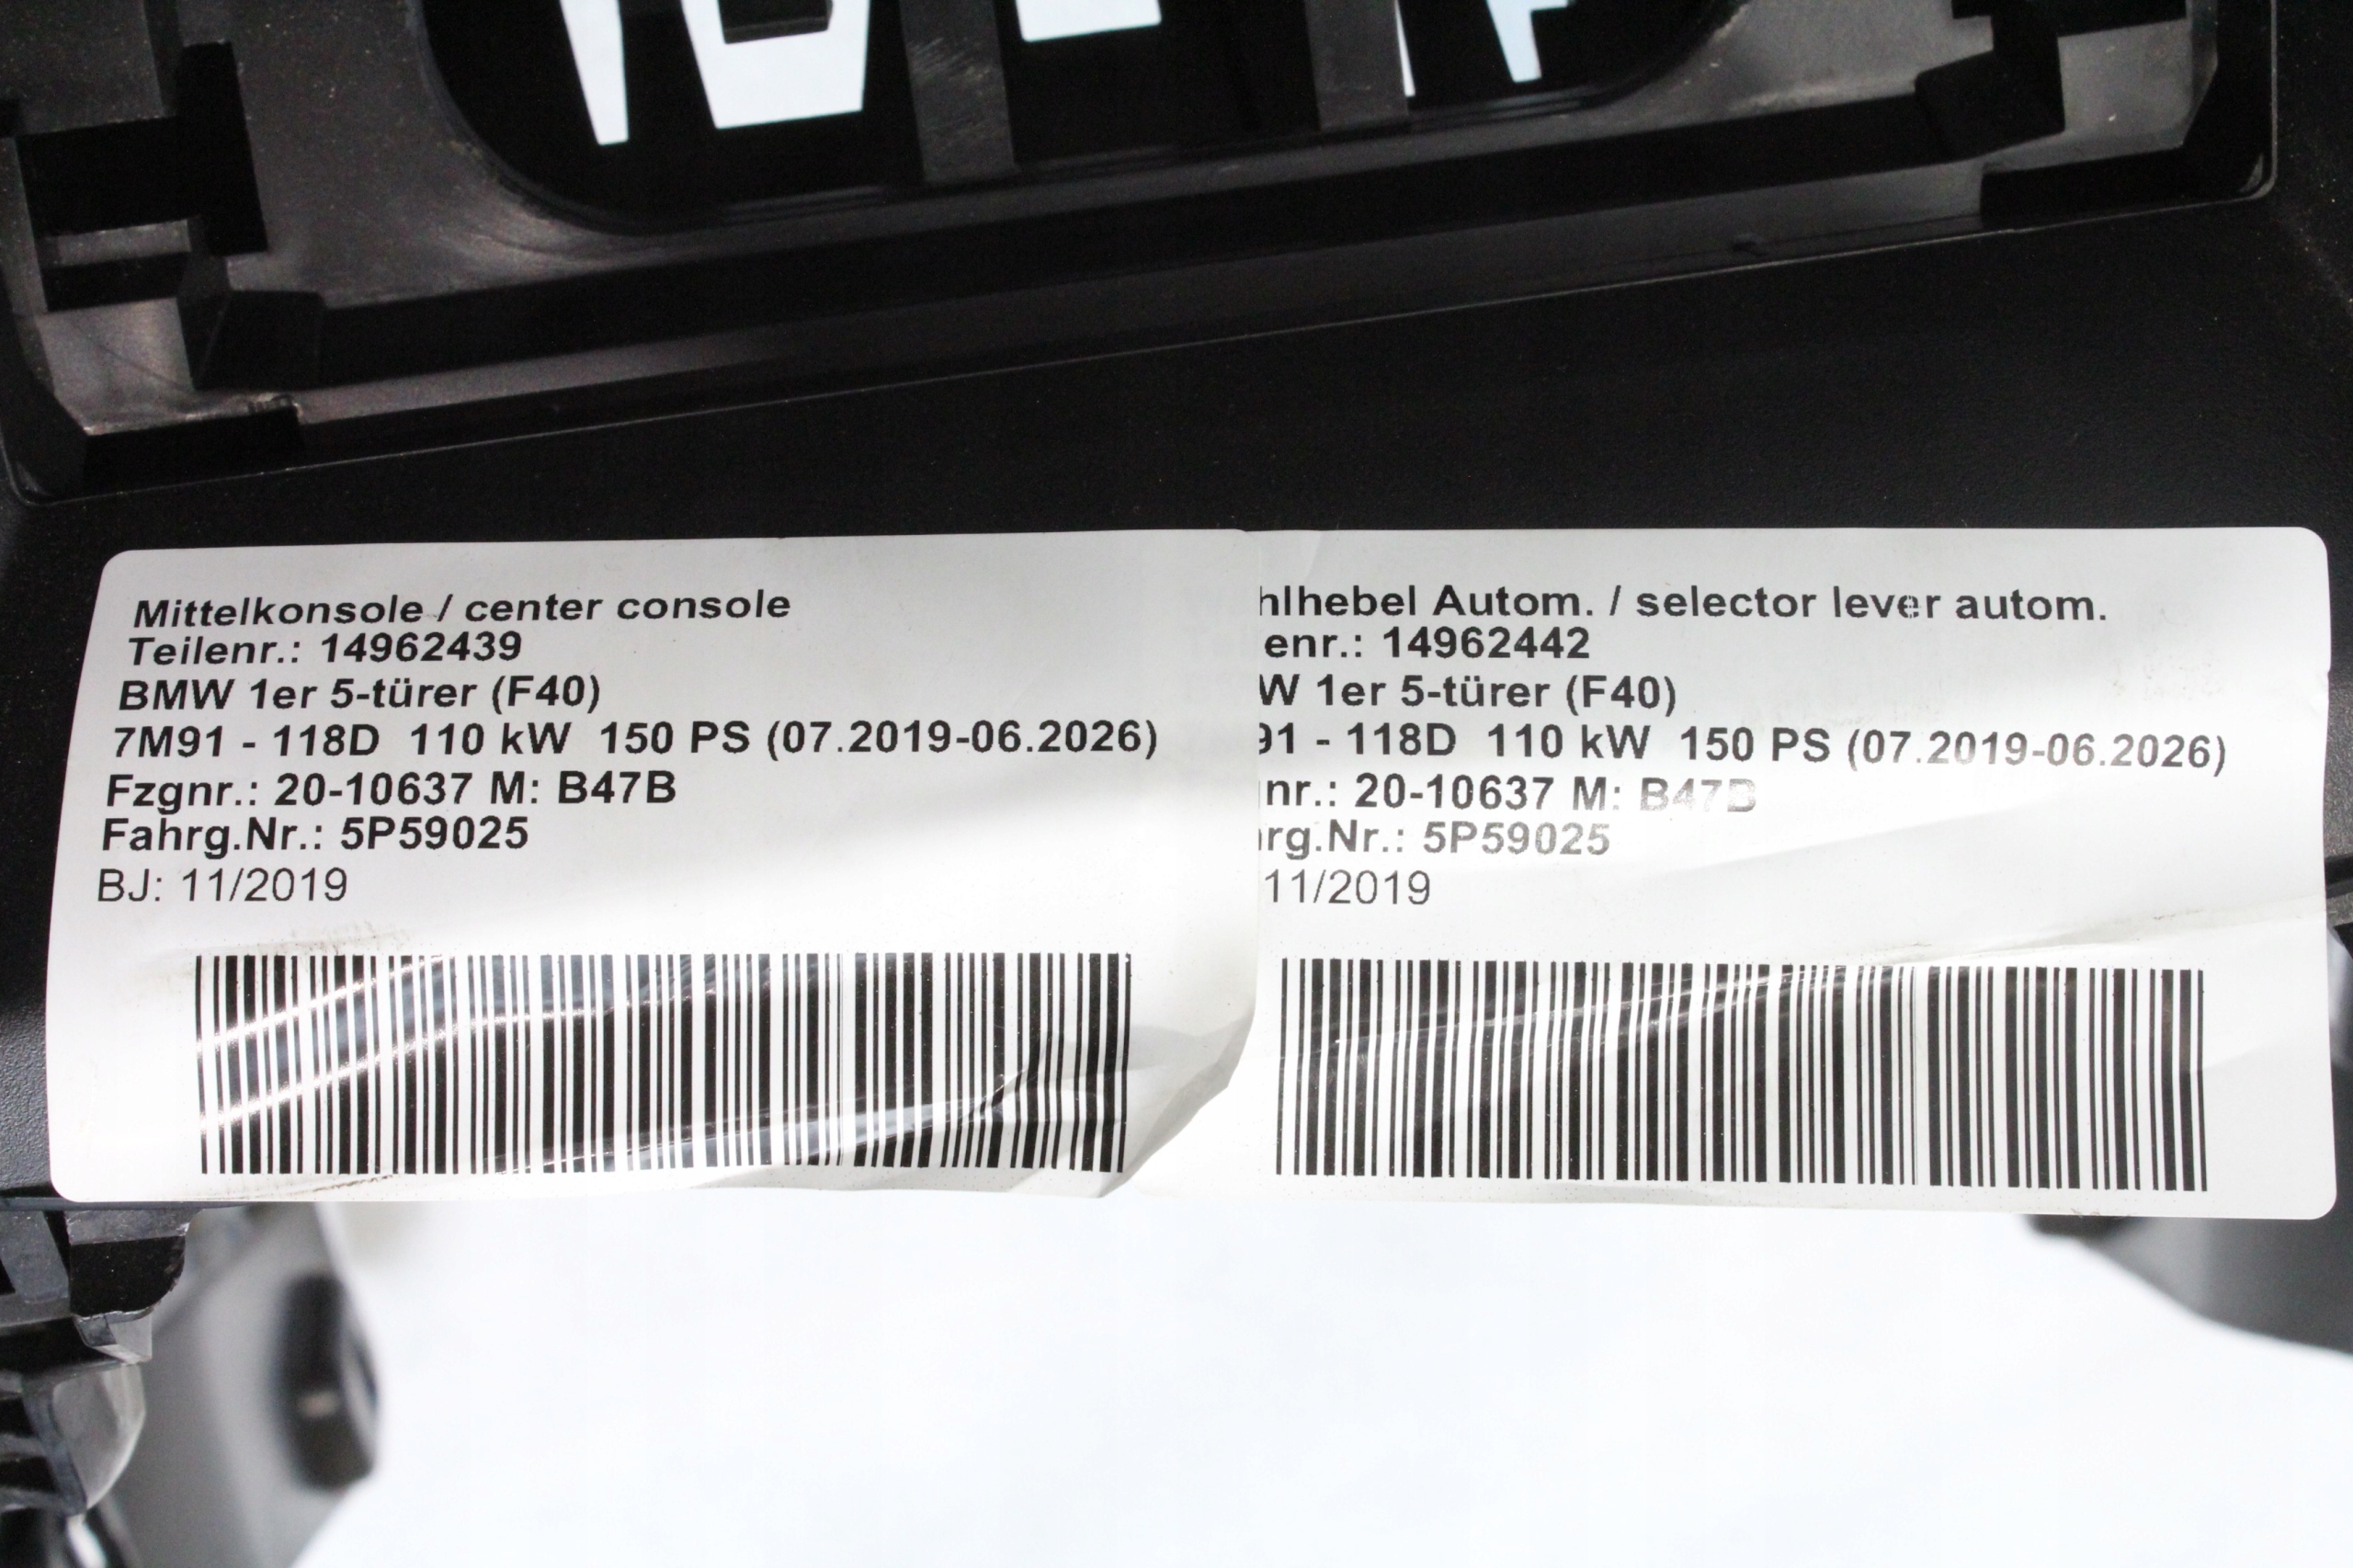 Mittelkonsole / center console
Teilenr.: 14962439
BMW 1er 5-türer (F40)
7M91 - 118D 110 kW 150 PS (07.2019-06.2026)
Fzgnr.: 20-10637 M: B47B
Fahrg.Nr.: 5P59025
BJ: 11/2019
hlhebel Autom. / selector lever autom.
enr.: 14962442
W 1er 5-türer (F40)
91 - 118D 110 kW 150 PS (07.2019-06.2026)
nr.: 20-10637 M: B47B
rg.Nr.: 5P59025
11/2019